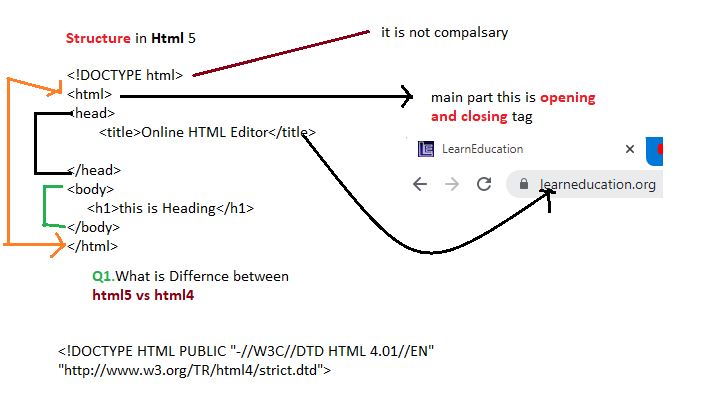 Structure in Html 5
it is not compalsary
<!DOCTYPE html>
<html>
<head>
<title>Online HTML Editor</title>
main part this is opening
and closing tag
LearnEducation
learneducation.org
</head>
<body>
<h1>this is Heading</h1>
</body>
</html>
Q1.What is Differnce between
html5 vs html4
<!DOCTYPE HTML PUBLIC "-//W3C//DTD HTML 4.01//EN"
"http://www.w3.org/TR/html4/strict.dtd">